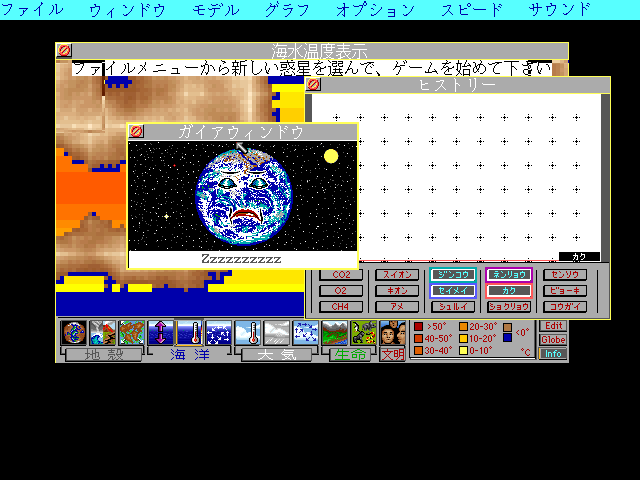 ファイル ウィンドウ モデル グラフ オプション スピード サウンド
海水温度表示
ファイルメニューから新しい惑星を選んで、ゲームを始めて下さい
ヒストリー
ガイアウィンドウ
Zzzzzzzzzz
カク
CO2 スイオン ジンコウ ネンリョウ センソウ
O2 キオン セイメイ カク ビョーキ
CH4 アメ シュルイ ショクリョウ コウガイ
>50° 20-30° <0°
40-50° 10-20°
30-40° 0-10° °C
Edit
Globe
Info
地殻 海洋 大気 生命 文明